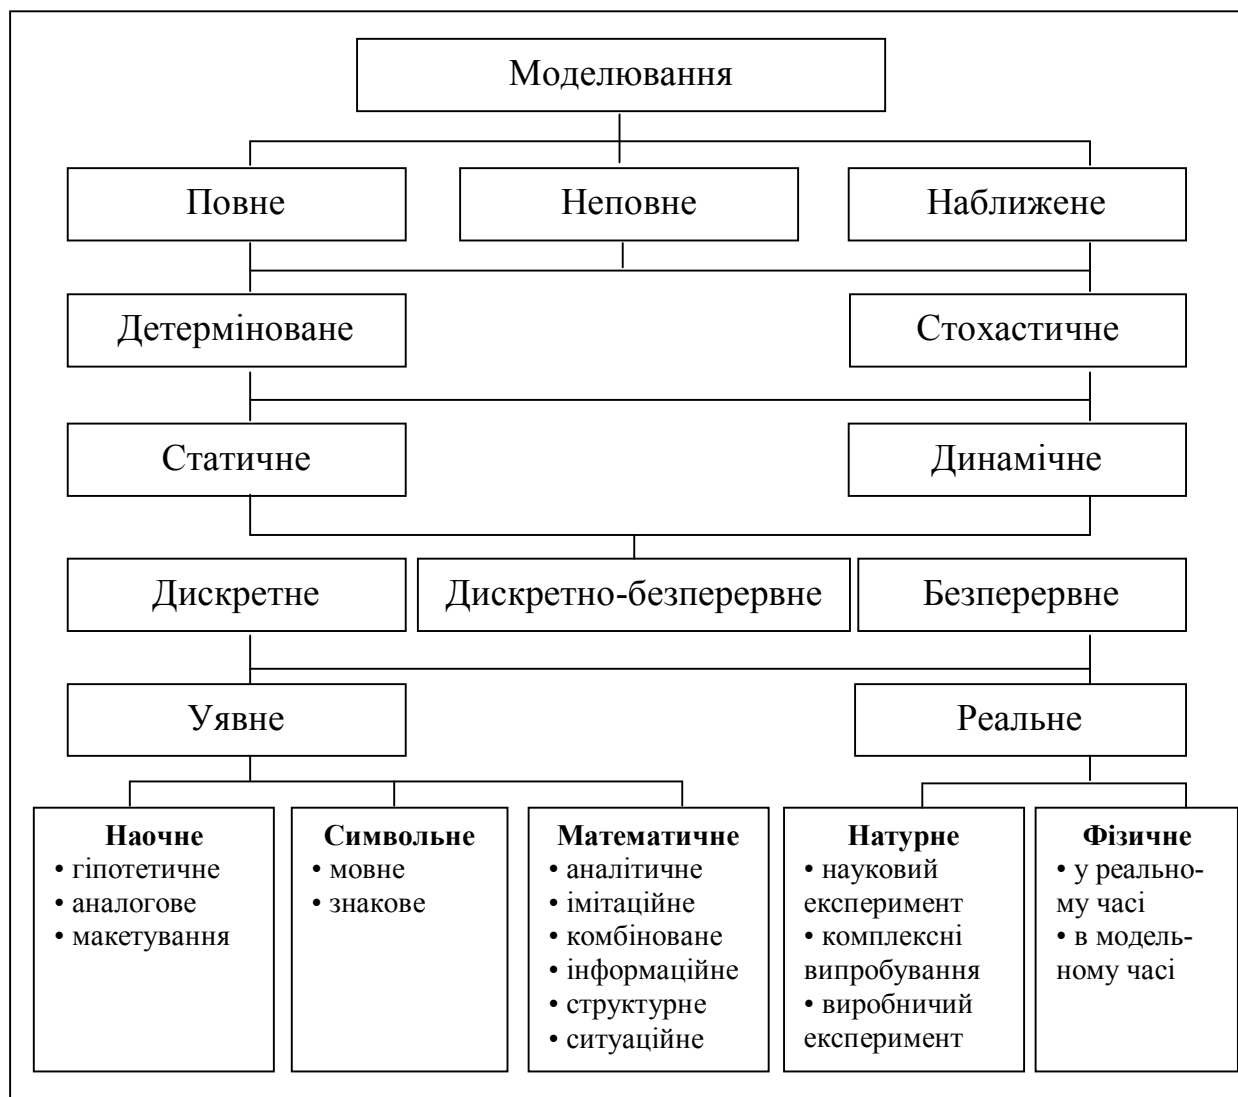 Моделювання
Повне
Неповне
Наближене
Детерміноване
Стохастичне
Статичне
Динамічне
Дискретне
Дискретно-безперервне
Безперервне
Уявне
Реальне
Наочне
• гіпотетичне
• аналогове
• макетування
Символьне
• мовне
• знакове
Математичне
• аналітичне
• імітаційне
• комбіноване
• інформаційне
• структурне
• ситуаційне
Натурне
• науковий
експеримент
• комплексні
випробування
• виробничий
експеримент
Фізичне
• у реально-
му часі
• в модель-
ному часі